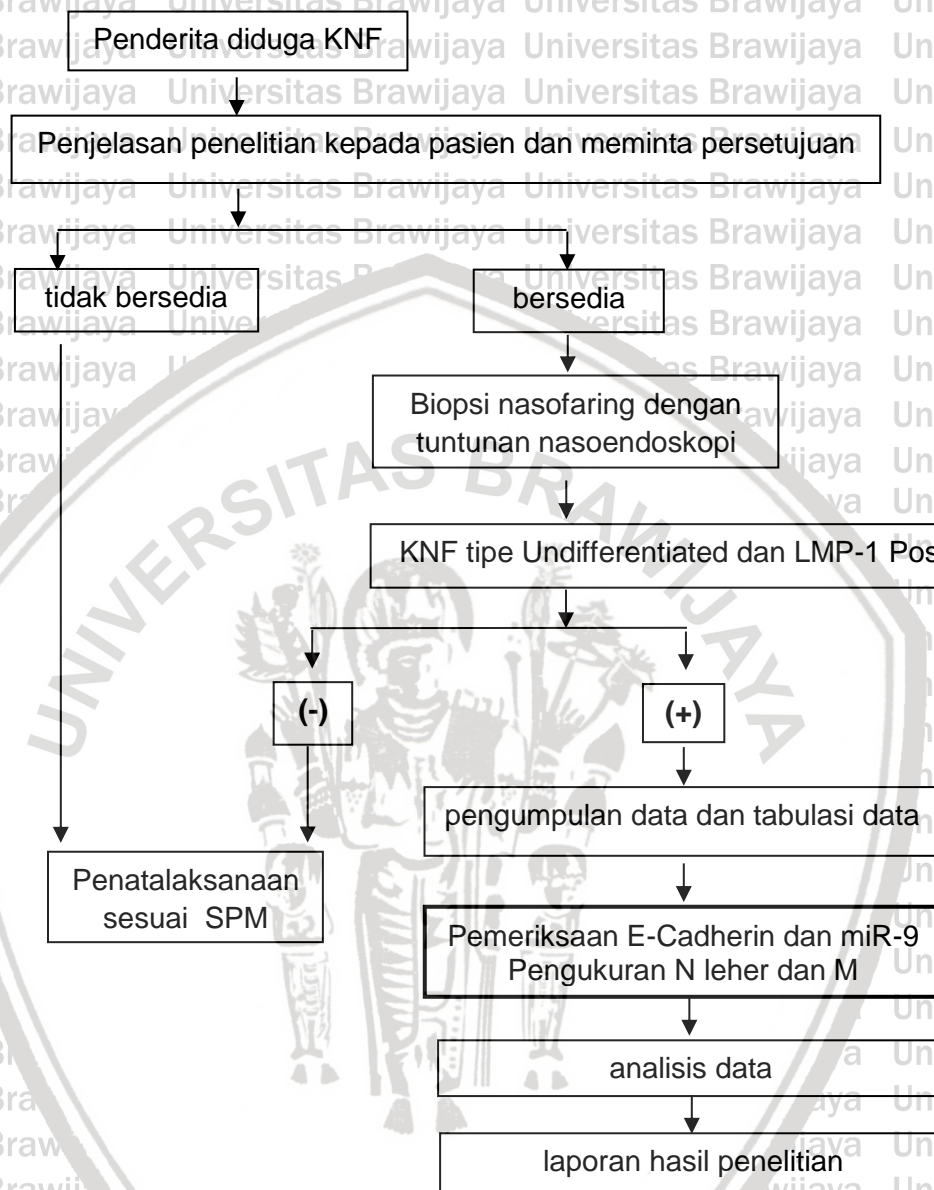 Penderita diduga KNF
Penjelasan penelitian kepada pasien dan meminta persetujuan
tidak bersedia
bersedia
Biopsi nasofaring dengan
tuntunan nasoendoskopi
KNF tipe Undifferentiated dan LMP-1 Pos
(-)
(+)
pengumpulan data dan tabulasi data
Penatalaksanaan
sesuai SPM
Pemeriksaan E-Cadherin dan miR-9
Pengukuran N leher dan M
analisis data
laporan hasil penelitian
UNIVERSITAS BRAWIJAYA